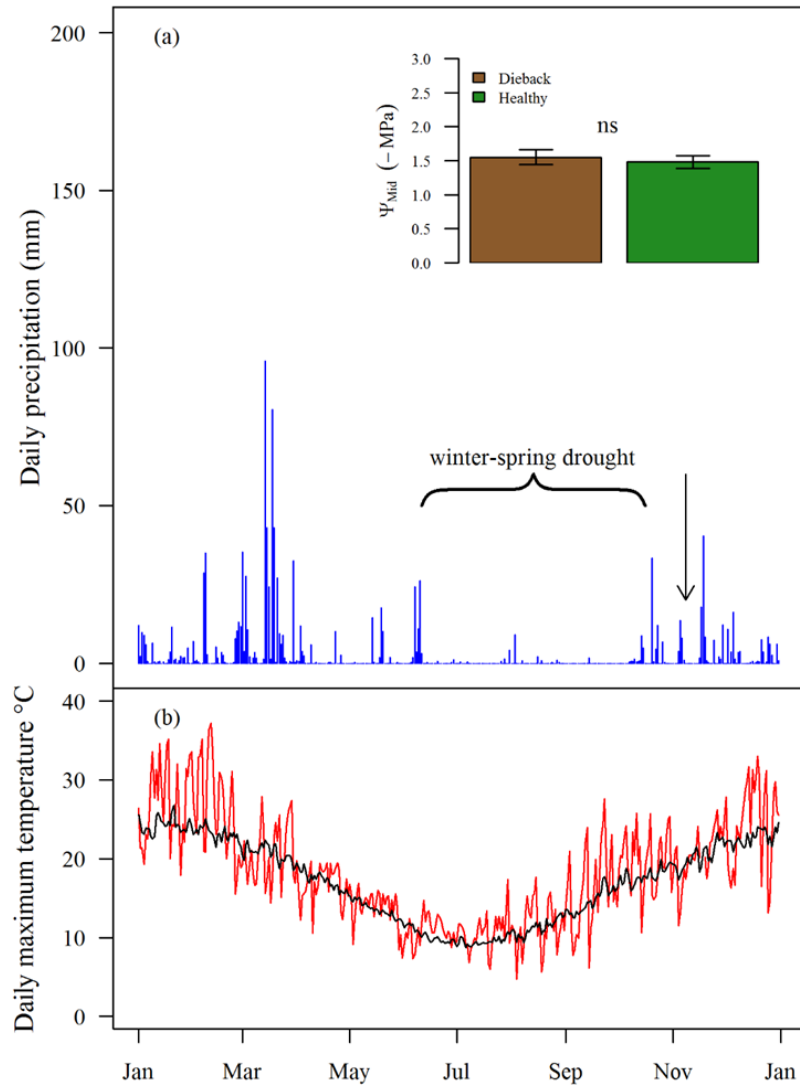 (a)
200
150
100
50
0
Daily precipitation (mm)
3.0
2.5
2.0
1.5
1.0
0.5
0.0
Ψ Mid (− MPa)
Dieback
Healthy
ns
winter-spring drought
(b)
40
30
20
10
0
Daily maximum temperature °C
Jan Mar May Jul Sep Nov Jan